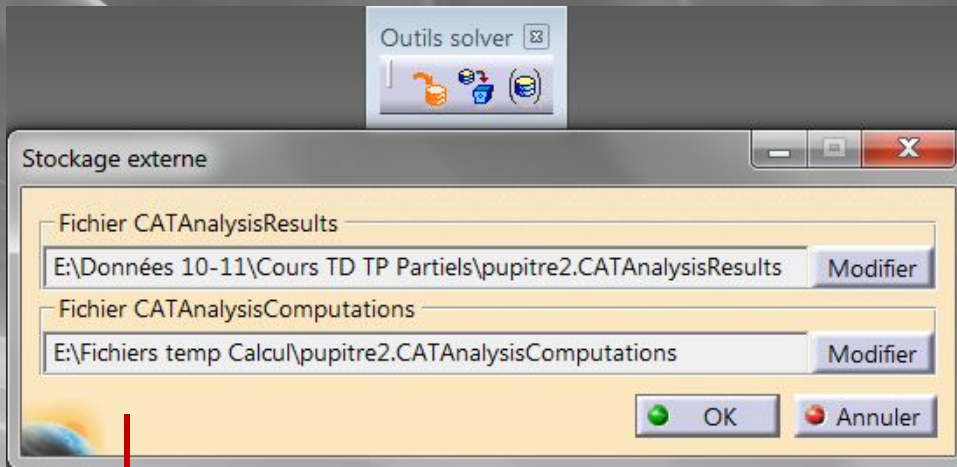 Outils solver
Stockage externe
Fichier CATAnalysisResults
E:\Données 10-11\Cours TD TP Partiels\pupitre2.CATAnalysisResults Modifier
Fichier CATAnalysisComputations
E:\Fichiers temp Calcul\pupitre2.CATAnalysisComputations Modifier
OK Annuler